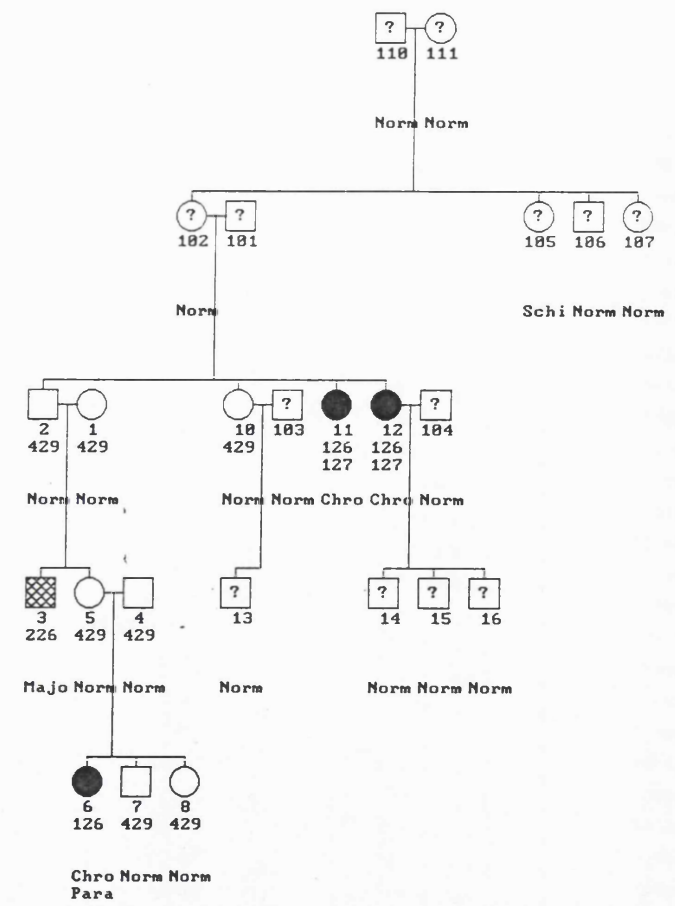 ? ?
110 111
Norm Norm
? ? ? ? ?
102 101 105 106 107
Norm Schi Norm Norm
? ?
2 1 10 103 11 12 104
429 429 429 126 126
127 127
Norm Norm Norm Norm Chro Chro Norm
? ? ? ?
3 5 4 13 14 15 16
226 429 429
Majo Norm Norm Norm Norm Norm Norm
6 7 8
126 429 429
Chro Norm Norm
Para